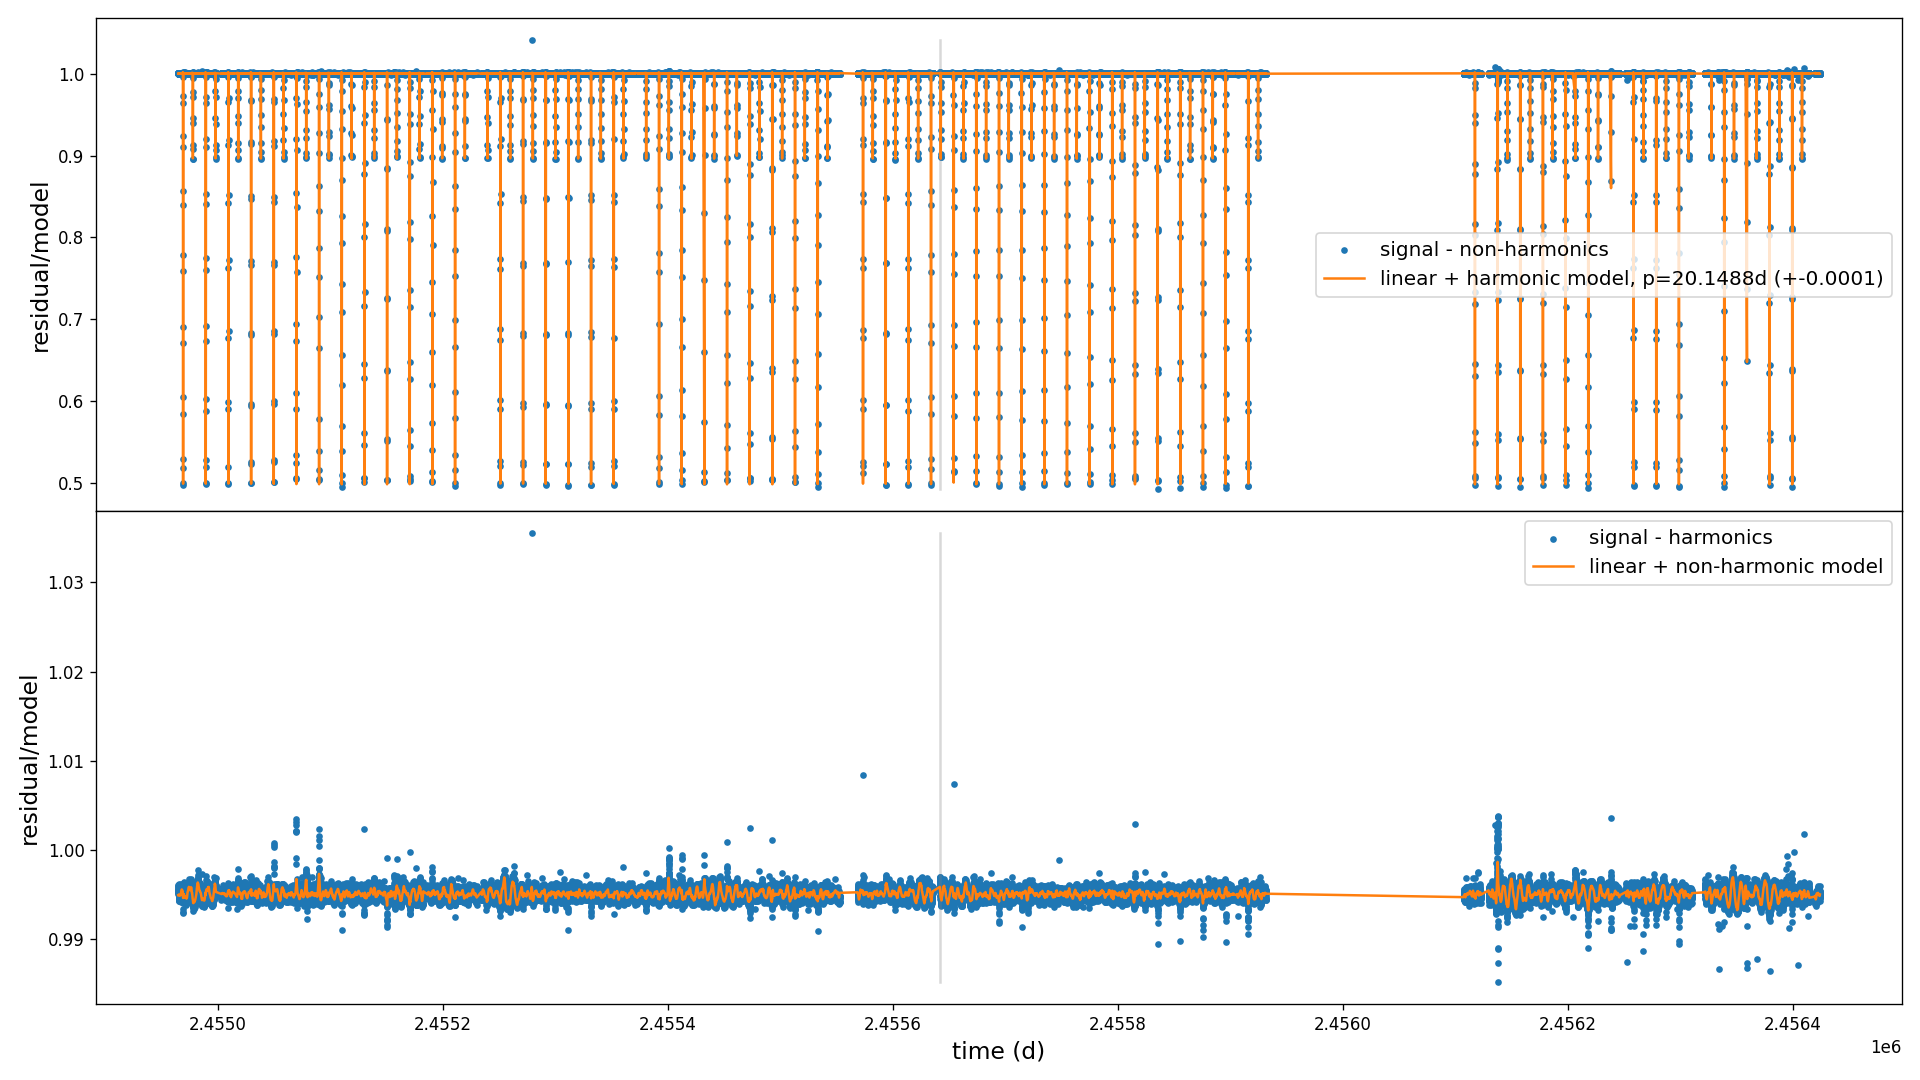 1.0
0.9
0.8
0.7
0.6
0.5
residual/model
signal - non-harmonics
linear + harmonic model, p=20.1488d (+-0.0001)
1.03
1.02
1.01
1.00
0.99
residual/model
signal - harmonics
linear + non-harmonic model
2.4550
2.4552
2.4554
2.4556
2.4558
2.4560
2.4562
2.4564
1e6
time (d)